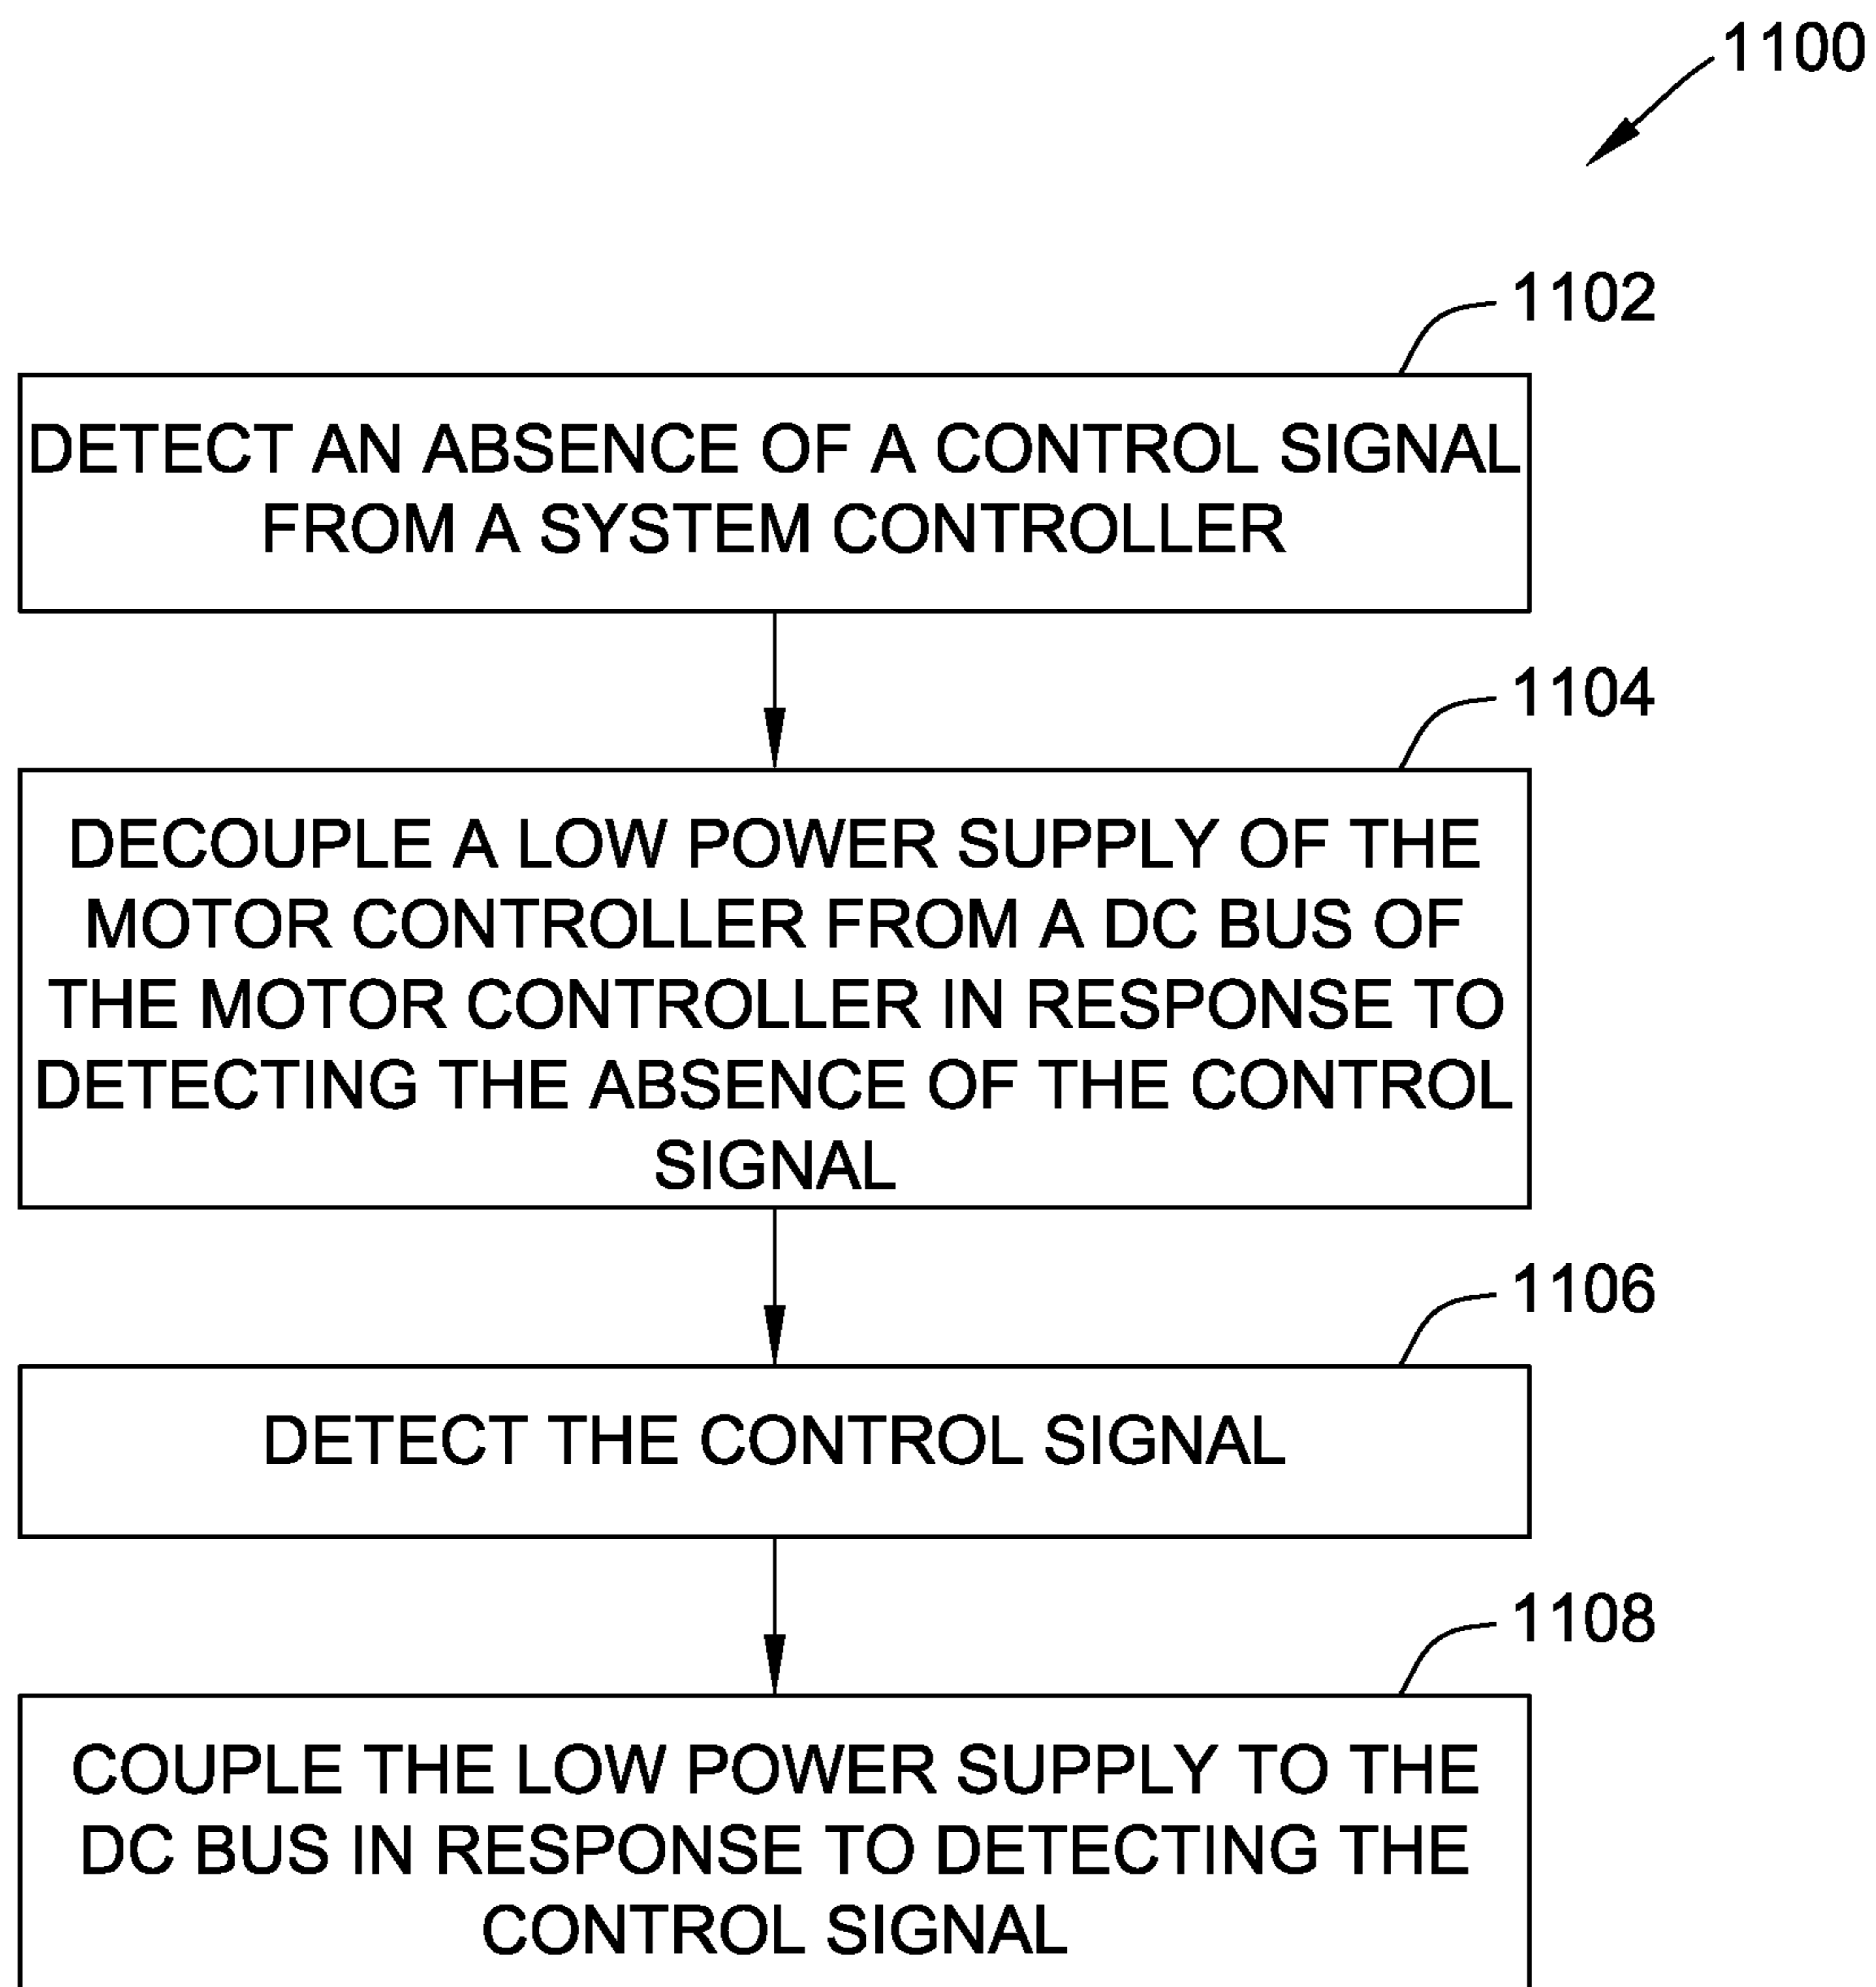 1100
1102
DETECT AN ABSENCE OF A CONTROL SIGNAL
FROM A SYSTEM CONTROLLER
1104
DECOUPLE A LOW POWER SUPPLY OF THE
MOTOR CONTROLLER FROM A DC BUS OF
THE MOTOR CONTROLLER IN RESPONSE TO
DETECTING THE ABSENCE OF THE CONTROL
SIGNAL
1106
DETECT THE CONTROL SIGNAL
1108
COUPLE THE LOW POWER SUPPLY TO THE
DC BUS IN RESPONSE TO DETECTING THE
CONTROL SIGNAL